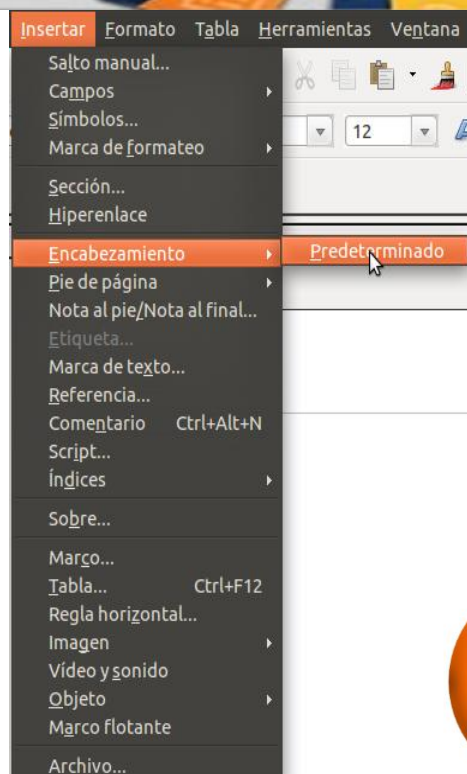 Insertar Formato Tabla Herramientas Ventana
Salto manual...
Campos
Símbolos...
12
Marca de formateo
Sección...
Hiperenlace
Encabezamiento
Predeterminado
Pie de página
Nota al pie/Nota al final...
Etiqueta...
Marca de texto...
Referencia...
Comentario Ctrl+Alt+N
Script...
Índices
Sobre...
Marco...
Tabla... Ctrl+F12
Regla horizontal...
Imagen
Vídeo y sonido
Objeto
Marco flotante
Archivo...